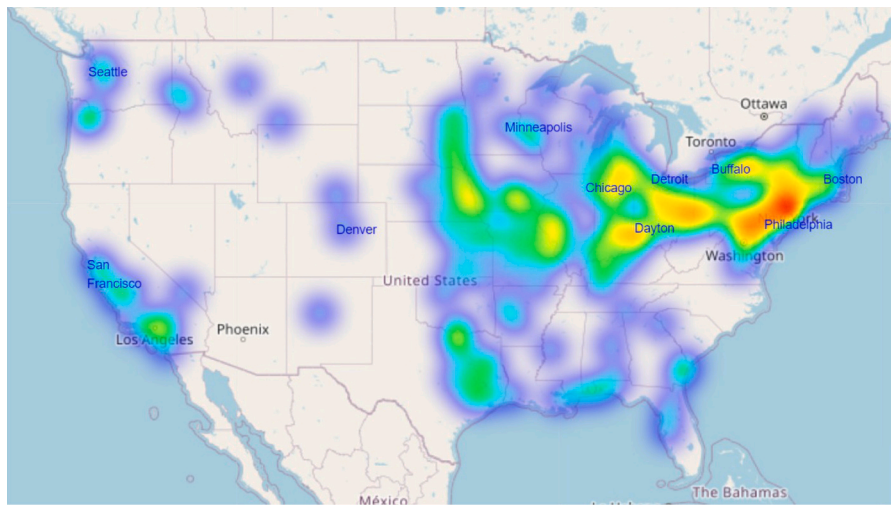 Seattle
Ottawa
Minneapolis
Toronto
Buffalo
Detroit
Boston
Chicago
Philadelphia
rk
Dayton
Denver
Washington
San
Francisco
United States
Phoenix
Los Angeles
The Bahamas
México